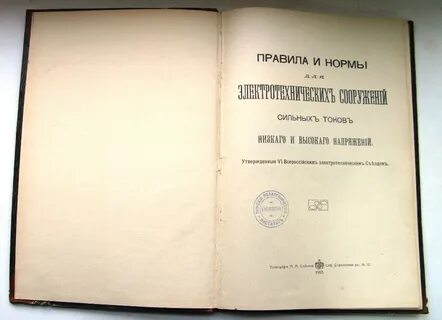 ПРАВИЛА И НОРМЫ
ДЛЯ
ЭЛЕКТРОТЕХНИЧЕСКИХЪ СООРУЖЕНІЙ
СИЛЬНЫХЪ ТОКОВЪ
НИЗКАГО И ВЫСОКАГО НАПРЯЖЕНІЙ.
Утвержденныя VI Всероссійскимъ электротехническимъ Съѣздомъ.